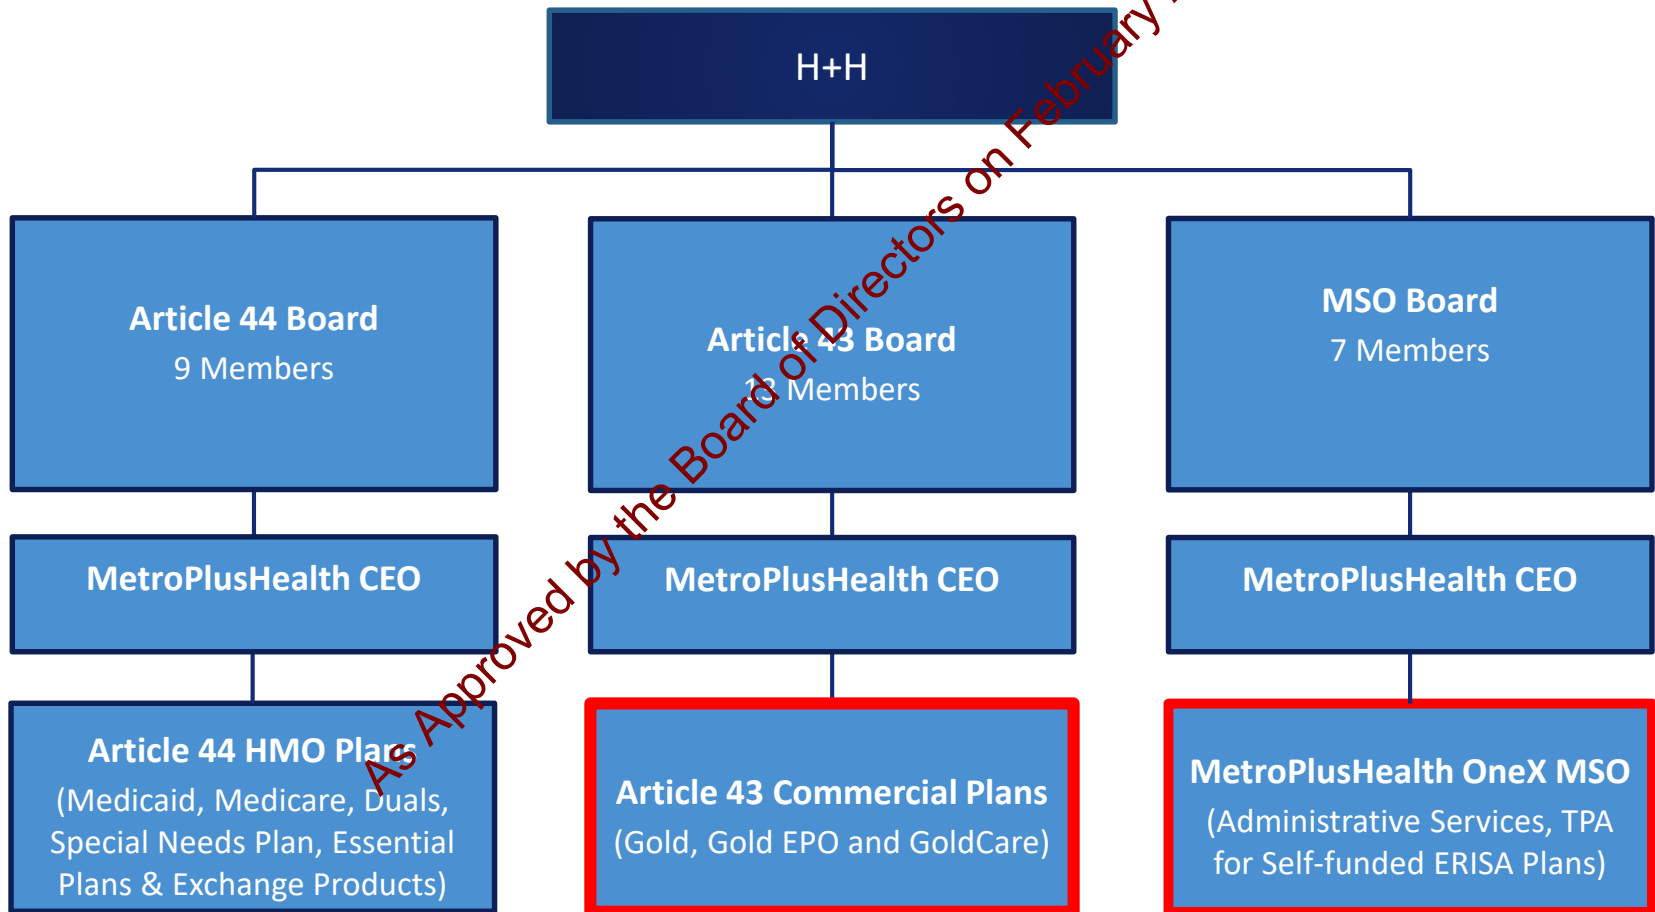 H+H
Article 44 Board
9 Members
Article 43 Board
13 Members
MSO Board
7 Members
MetroPlusHealth CEO
MetroPlusHealth CEO
MetroPlusHealth CEO
Article 44 HMO Plans
(Medicaid, Medicare, Duals,
Special Needs Plan, Essential
Plans & Exchange Products)
Article 43 Commercial Plans
(Gold, Gold EPO and GoldCare)
MetroPlusHealth OneX MSO
(Administrative Services, TPA
for Self-funded ERISA Plans)
As Approved by the Board of Directors on February